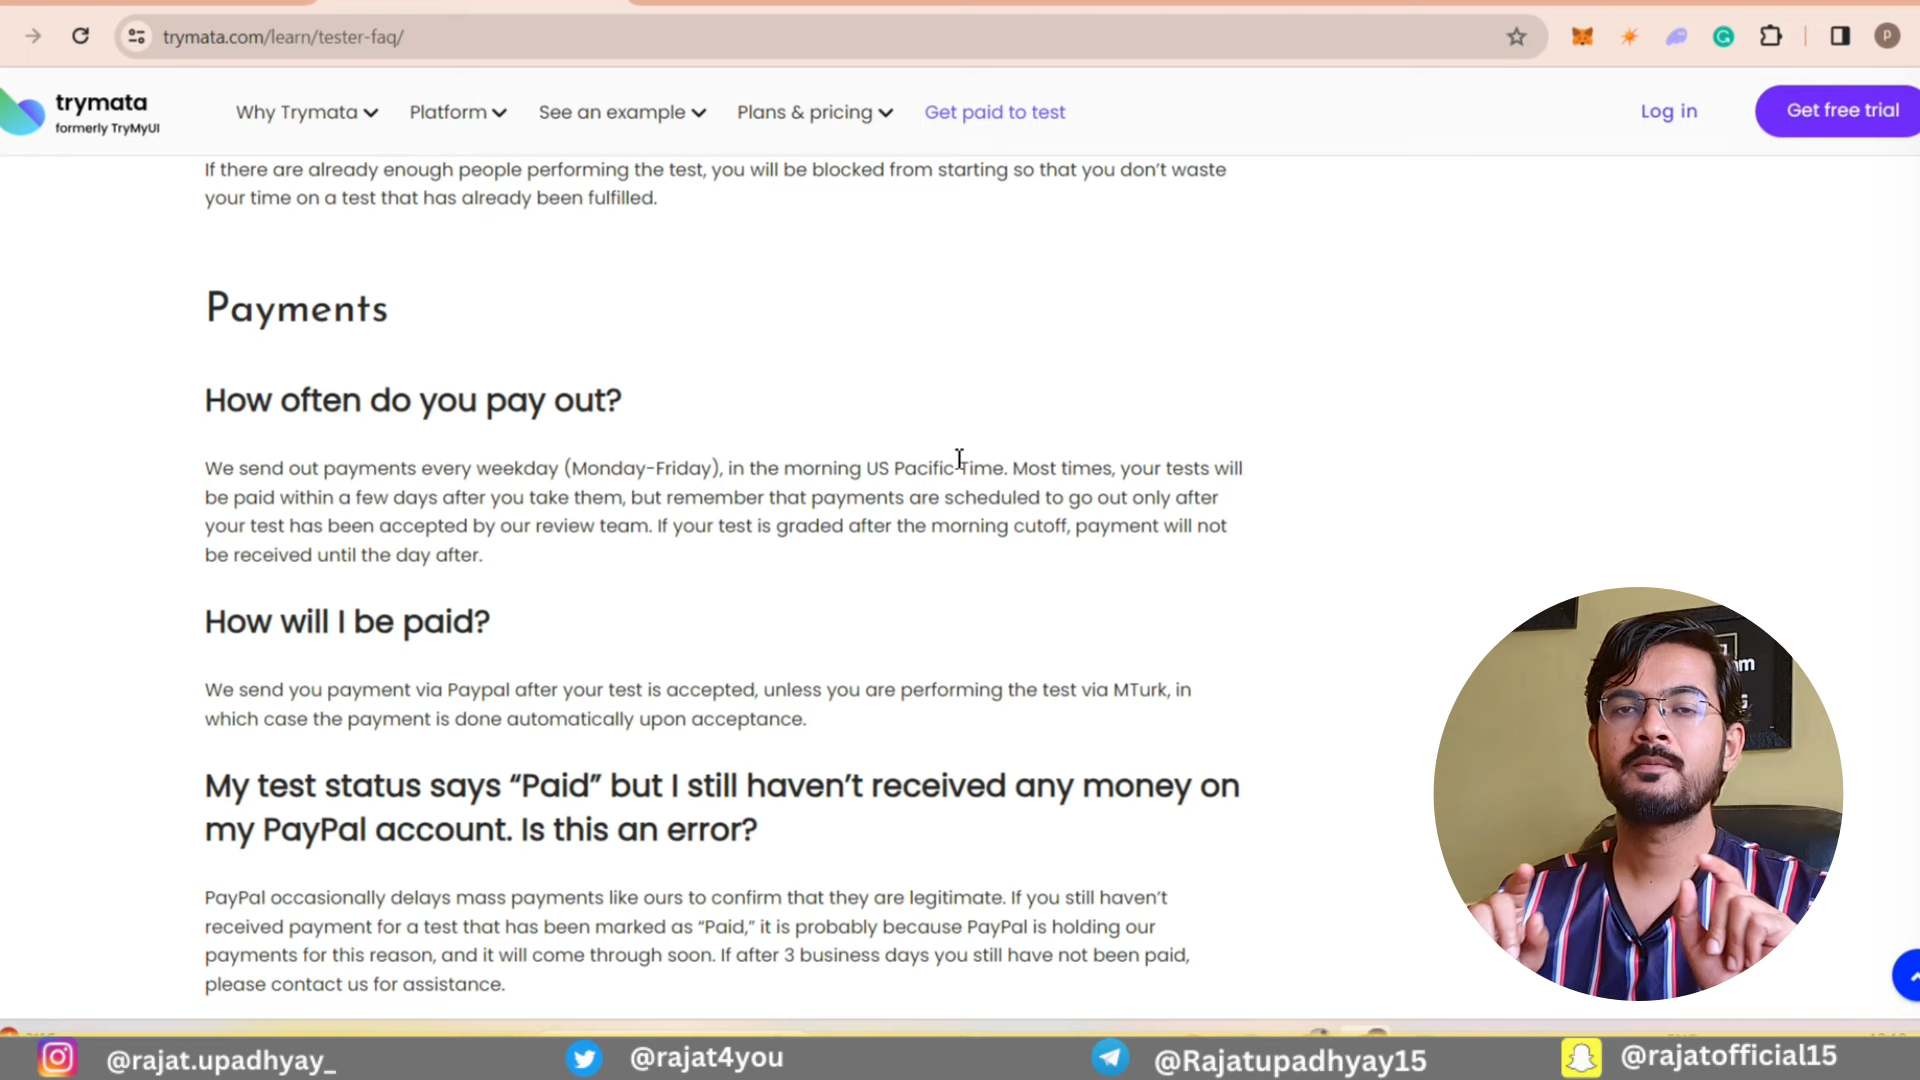 trymata.com/learn/tester-faq/
P
trymata
formerly TryMyUI
Why Trymata
Platform
See an example
Plans & pricing
Get paid to test
Log in
Get free trial
If there are already enough people performing the test, you will be blocked from starting so that you don’t waste
your time on a test that has already been fulfilled.
Payments
How often do you pay out?
We send out payments every weekday (Monday-Friday), in the morning US Pacific Time. Most times, your tests will
be paid within a few days after you take them, but remember that payments are scheduled to go out only after
your test has been accepted by our review team. If your test is graded after the morning cutoff, payment will not
be received until the day after.
How will I be paid?
We send you payment via Paypal after your test is accepted, unless you are performing the test via MTurk, in
which case the payment is done automatically upon acceptance.
My test status says “Paid” but I still haven’t received any money on
my PayPal account. Is this an error?
PayPal occasionally delays mass payments like ours to confirm that they are legitimate. If you still haven’t
received payment for a test that has been marked as “Paid,” it is probably because PayPal is holding our
payments for this reason, and it will come through soon. If after 3 business days you still have not been paid,
please contact us for assistance.
@rajat.upadhyay_
@rajat4you
@Rajatupadhyay15
@rajatofficial15